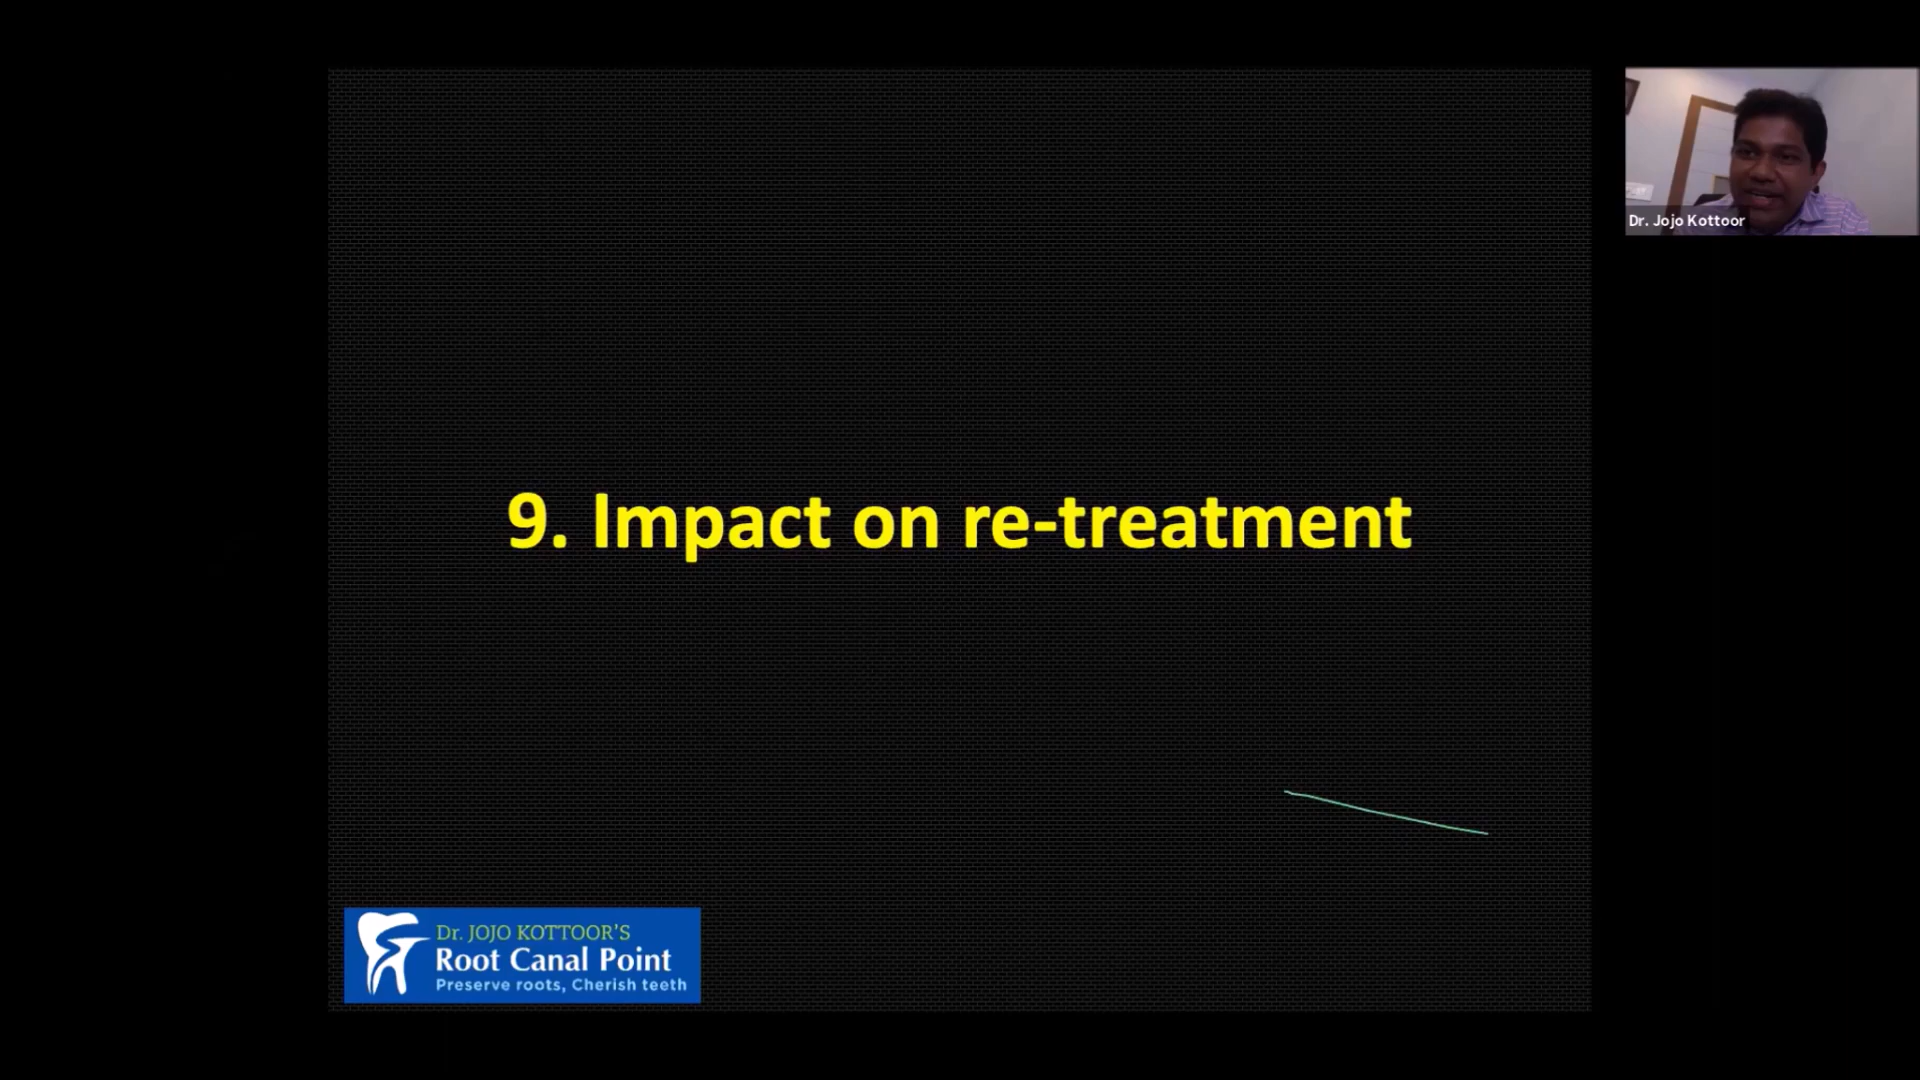 Dr. Jojo Kottoor
9. Impact on re-treatment
Dr. JOJO KOTTOOR'S
Root Canal Point
Preserve roots, Cherish teeth